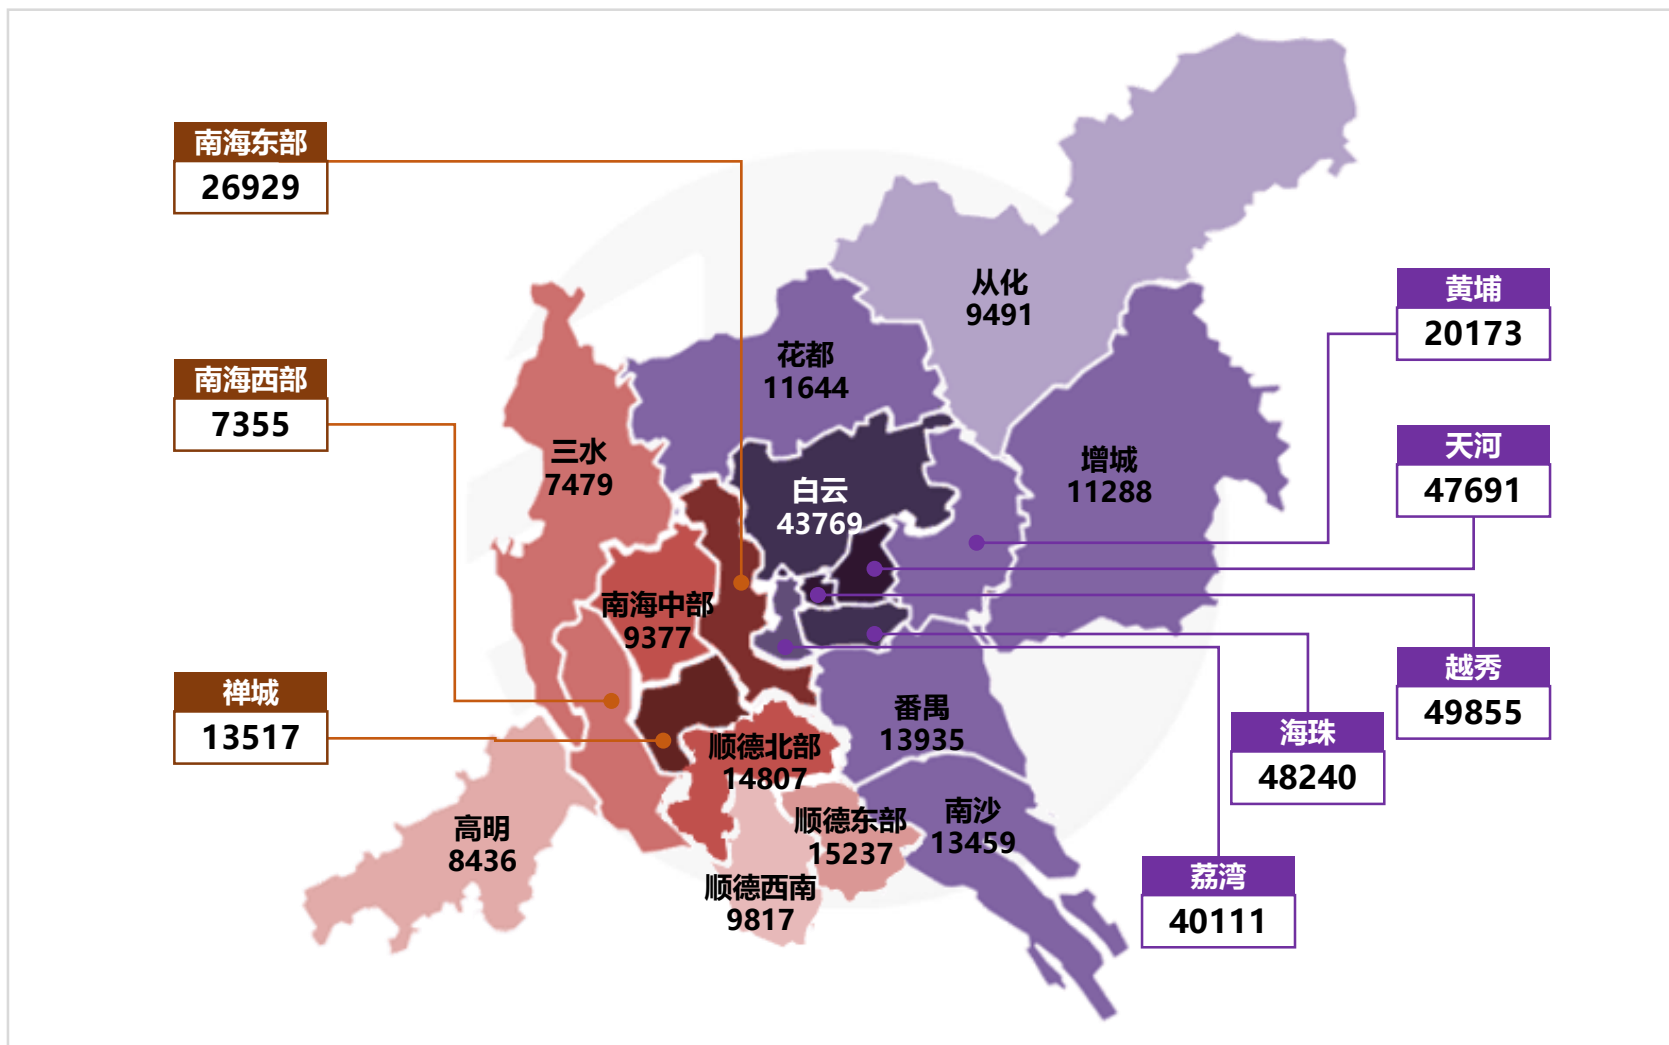 南海东部
26929
从化
9491
黄埔
20173
花都
11644
南海西部
7355
三水
7479
增城
11288
天河
47691
白云
43769
南海中部
9377
越秀
49855
禅城
13517
番禺
13935
海珠
48240
顺德北部
14807
南沙
13459
顺德东部
15237
高明
8436
顺德西南
9817
荔湾
40111